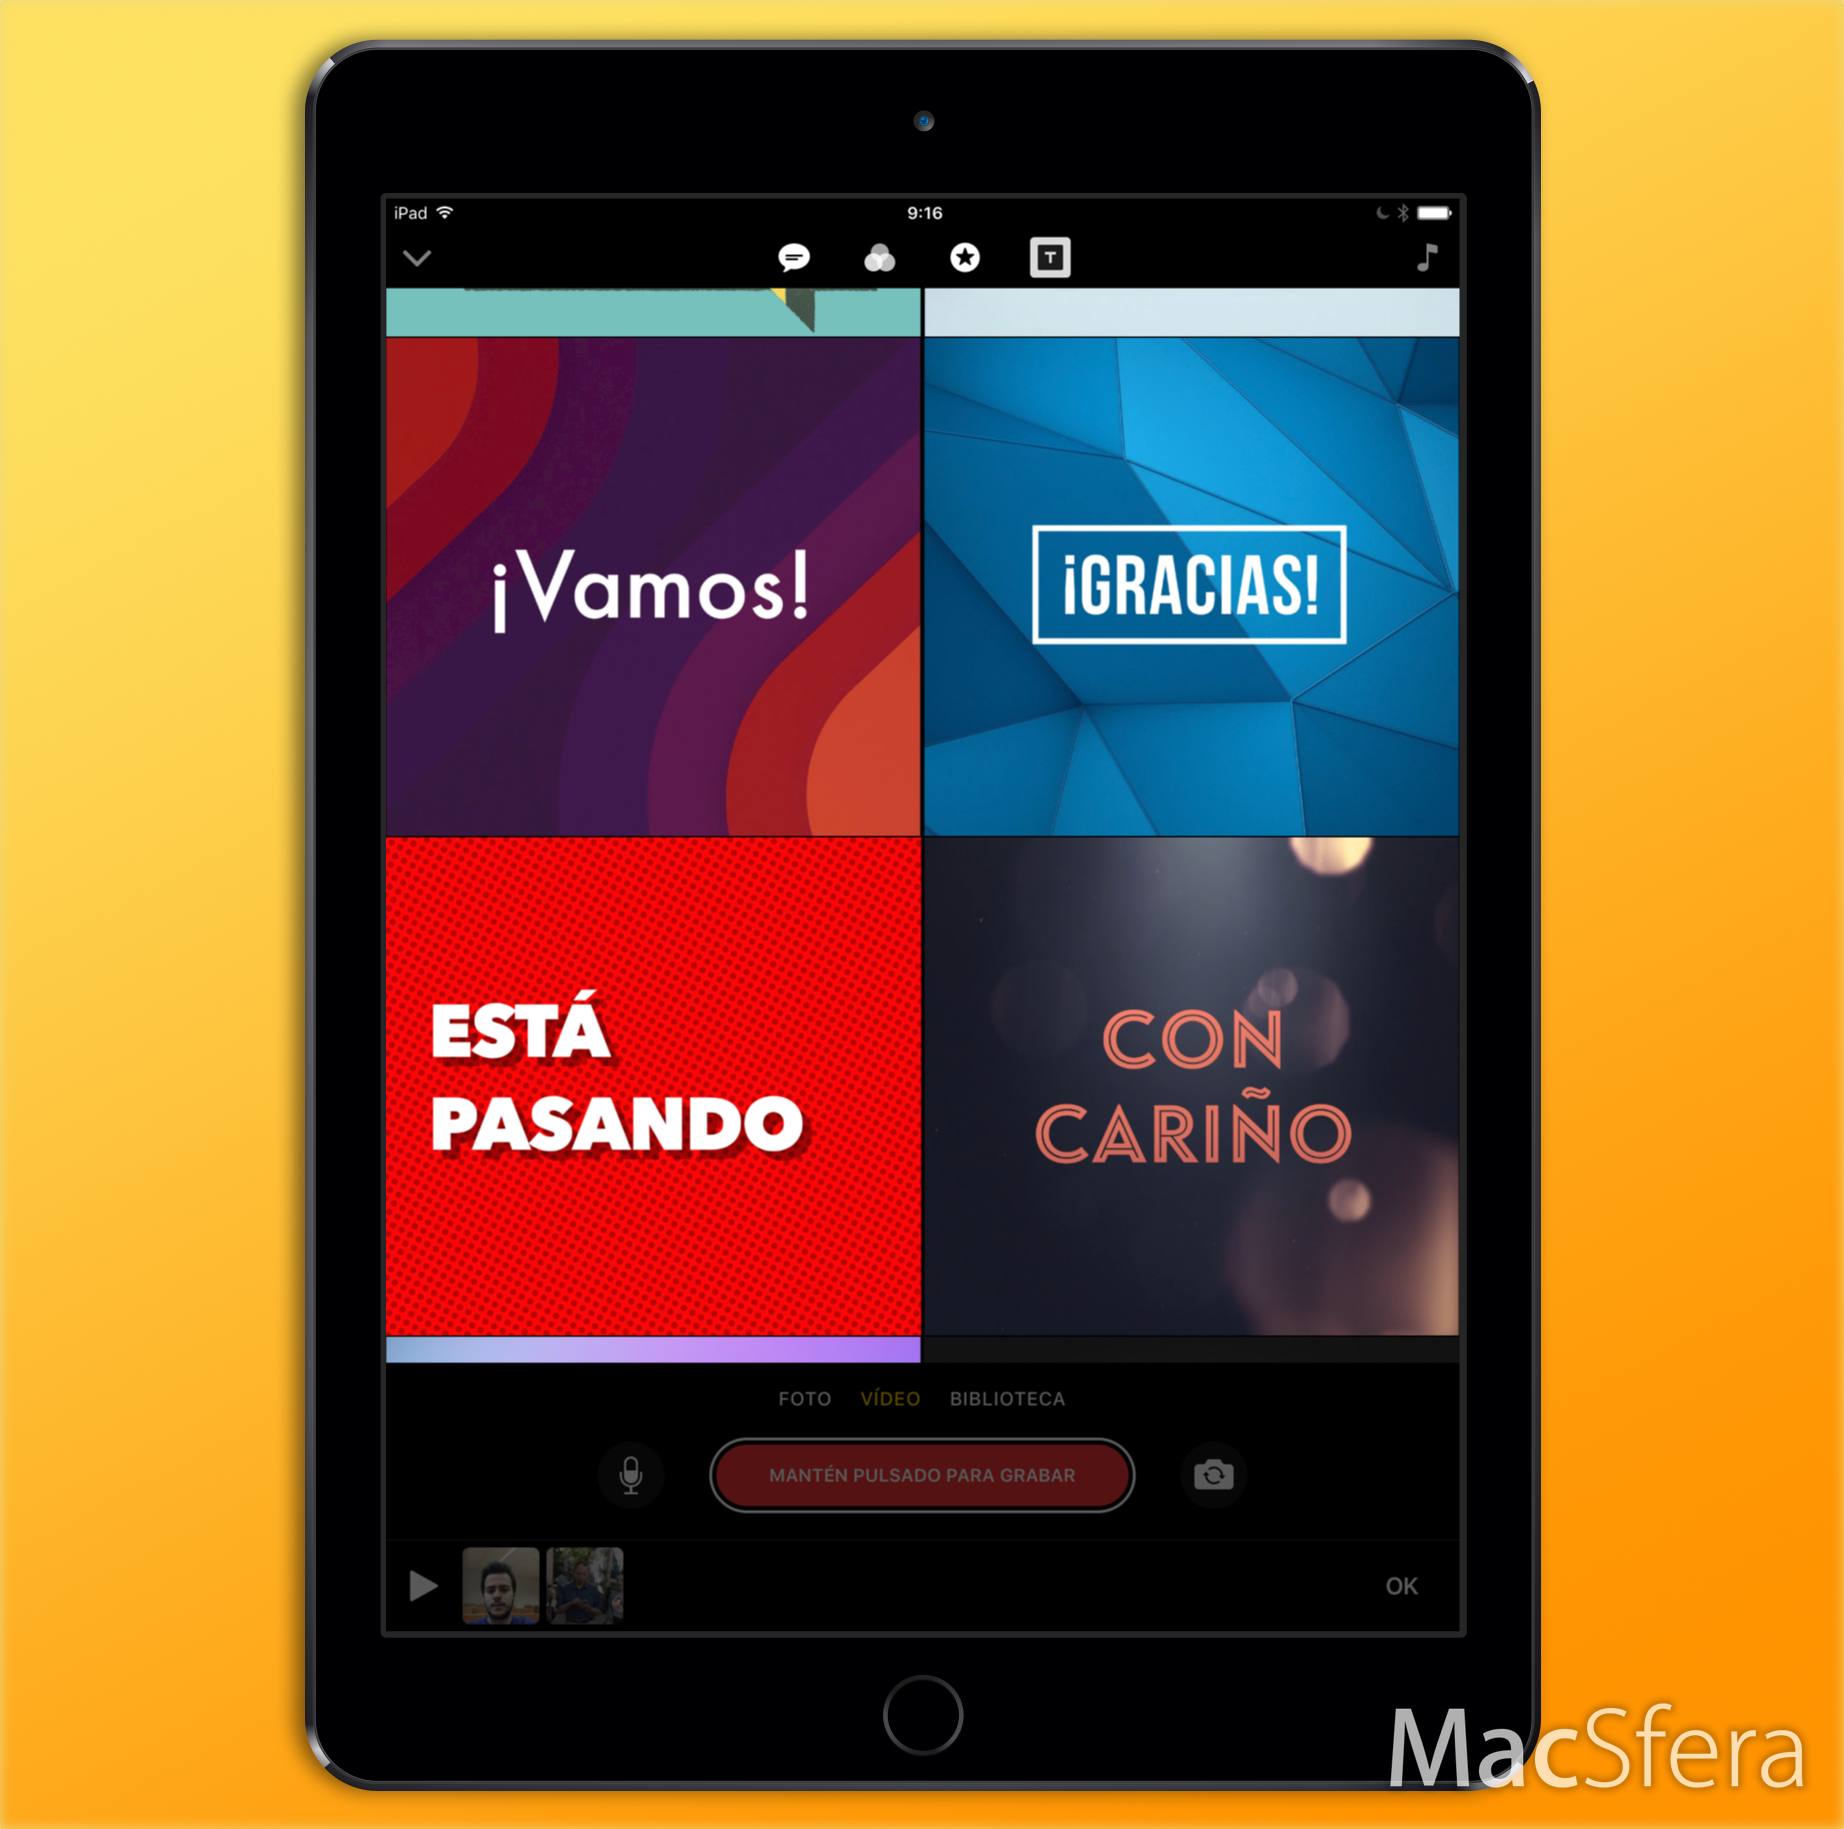 iPad
9:16
T
¡Vamos!
¡GRACIAS!
ESTÁ
PASANDO
CON
CARIÑO
FOTO VÍDEO BIBLIOTECA
MANTÉN PULSADO PARA GRABAR
OK
MacSfera